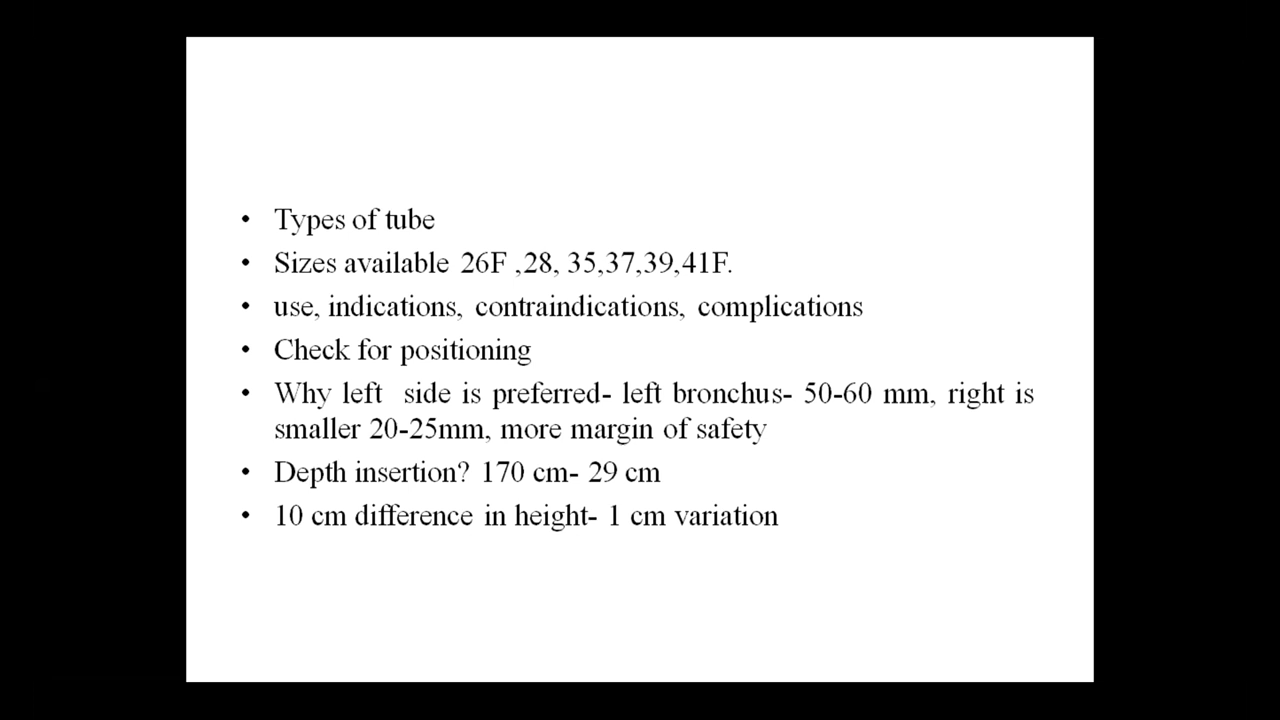 • Types of tube
• Sizes available 26F ,28, 35,37,39,41F.
• use, indications, contraindications, complications
• Check for positioning
• Why left side is preferred- left bronchus- 50-60 mm, right is
smaller 20-25mm, more margin of safety
• Depth insertion? 170 cm- 29 cm
• 10 cm difference in height- 1 cm variation